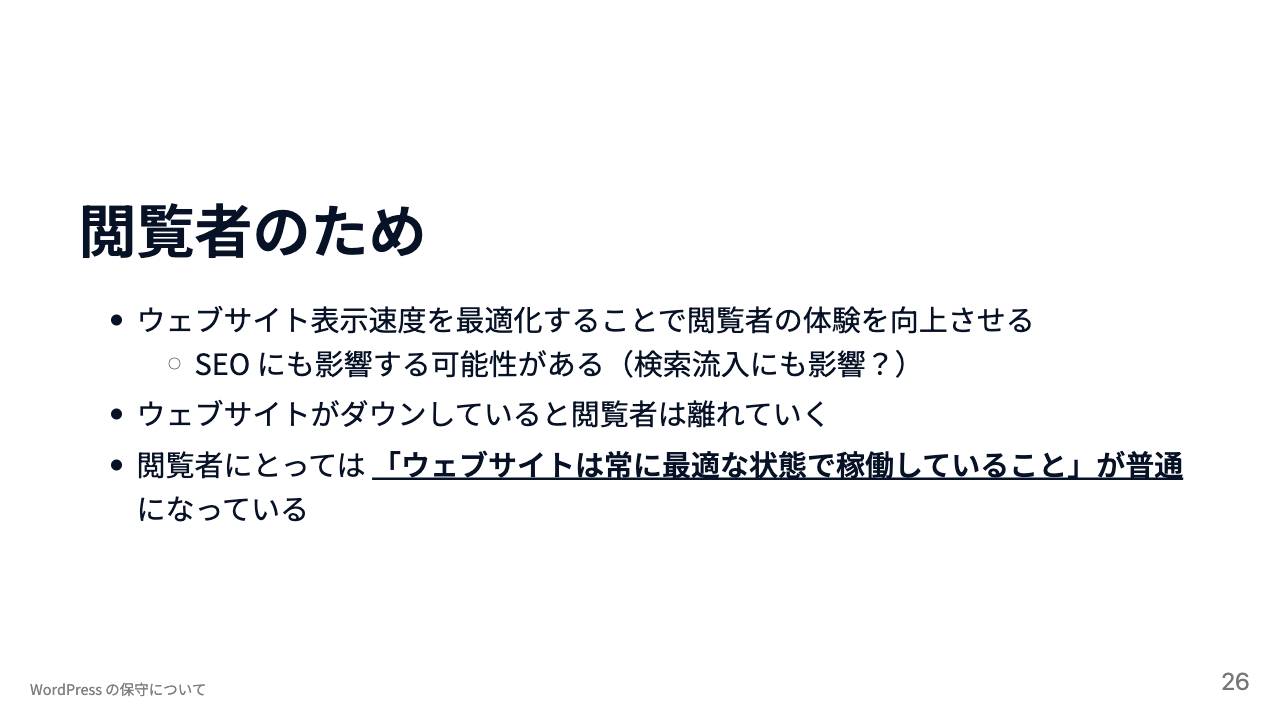 閲覧者のため
ウェブサイト表示速度を最適化することで閲覧者の体験を向上させる
SEO にも影響する可能性がある（検索流入にも影響？）
ウェブサイトがダウンしていると閲覧者は離れていく
閲覧者にとっては「ウェブサイトは常に最適な状態で稼働していること」が普通
になっている
WordPress の保守について
26